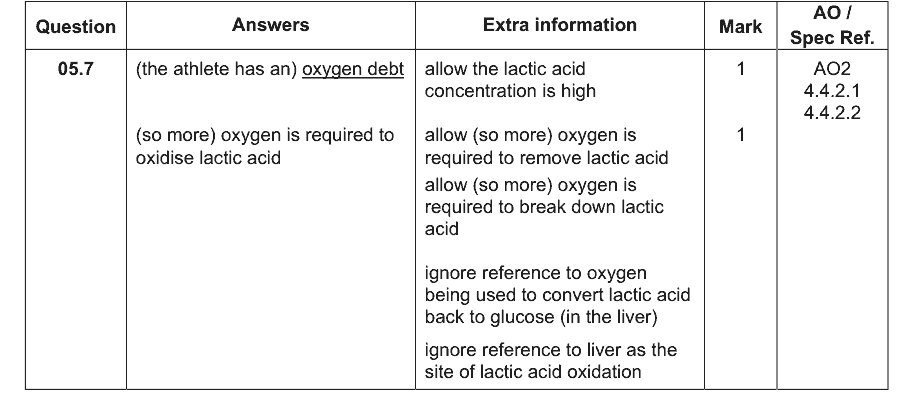 Question
Answers
Extra information
Mark
AO /
Spec Ref.
05.7
(the athlete has an) oxygen debt
allow the lactic acid
concentration is high
1
AO2
4.4.2.1
4.4.2.2
(so more) oxygen is required to
oxidise lactic acid
allow (so more) oxygen is
required to remove lactic acid
1
allow (so more) oxygen is
required to break down lactic
acid
ignore reference to oxygen
being used to convert lactic acid
back to glucose (in the liver)
ignore reference to liver as the
site of lactic acid oxidation